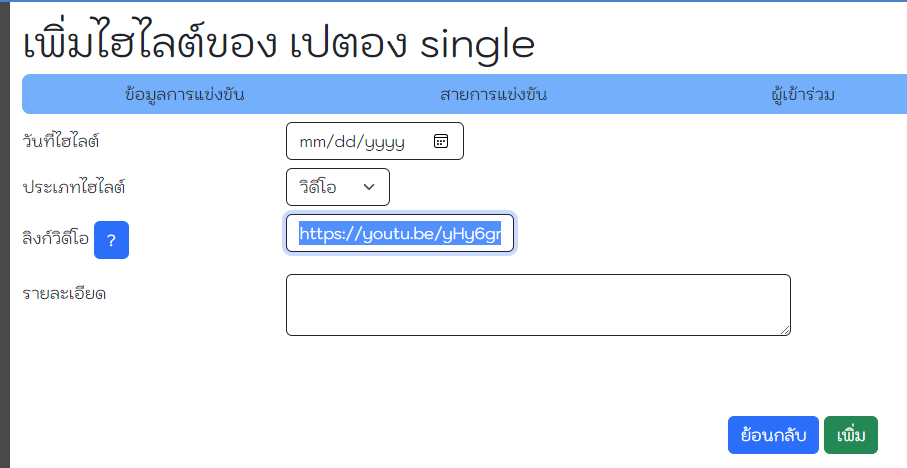 เพิ่มไฮไลต์ของ เปตอง single
ข้อมูลการแข่งขัน สายการแข่งขัน ผู้เข้าร่วม
วันที่ไฮไลต์ mm/dd/yyyy
ประเภทไฮไลต์ วิดีโอ
ลิงก์วิดีโอ ? https://youtu.be/yHy6gr
รายละเอียด
ย้อนกลับ เพิ่ม